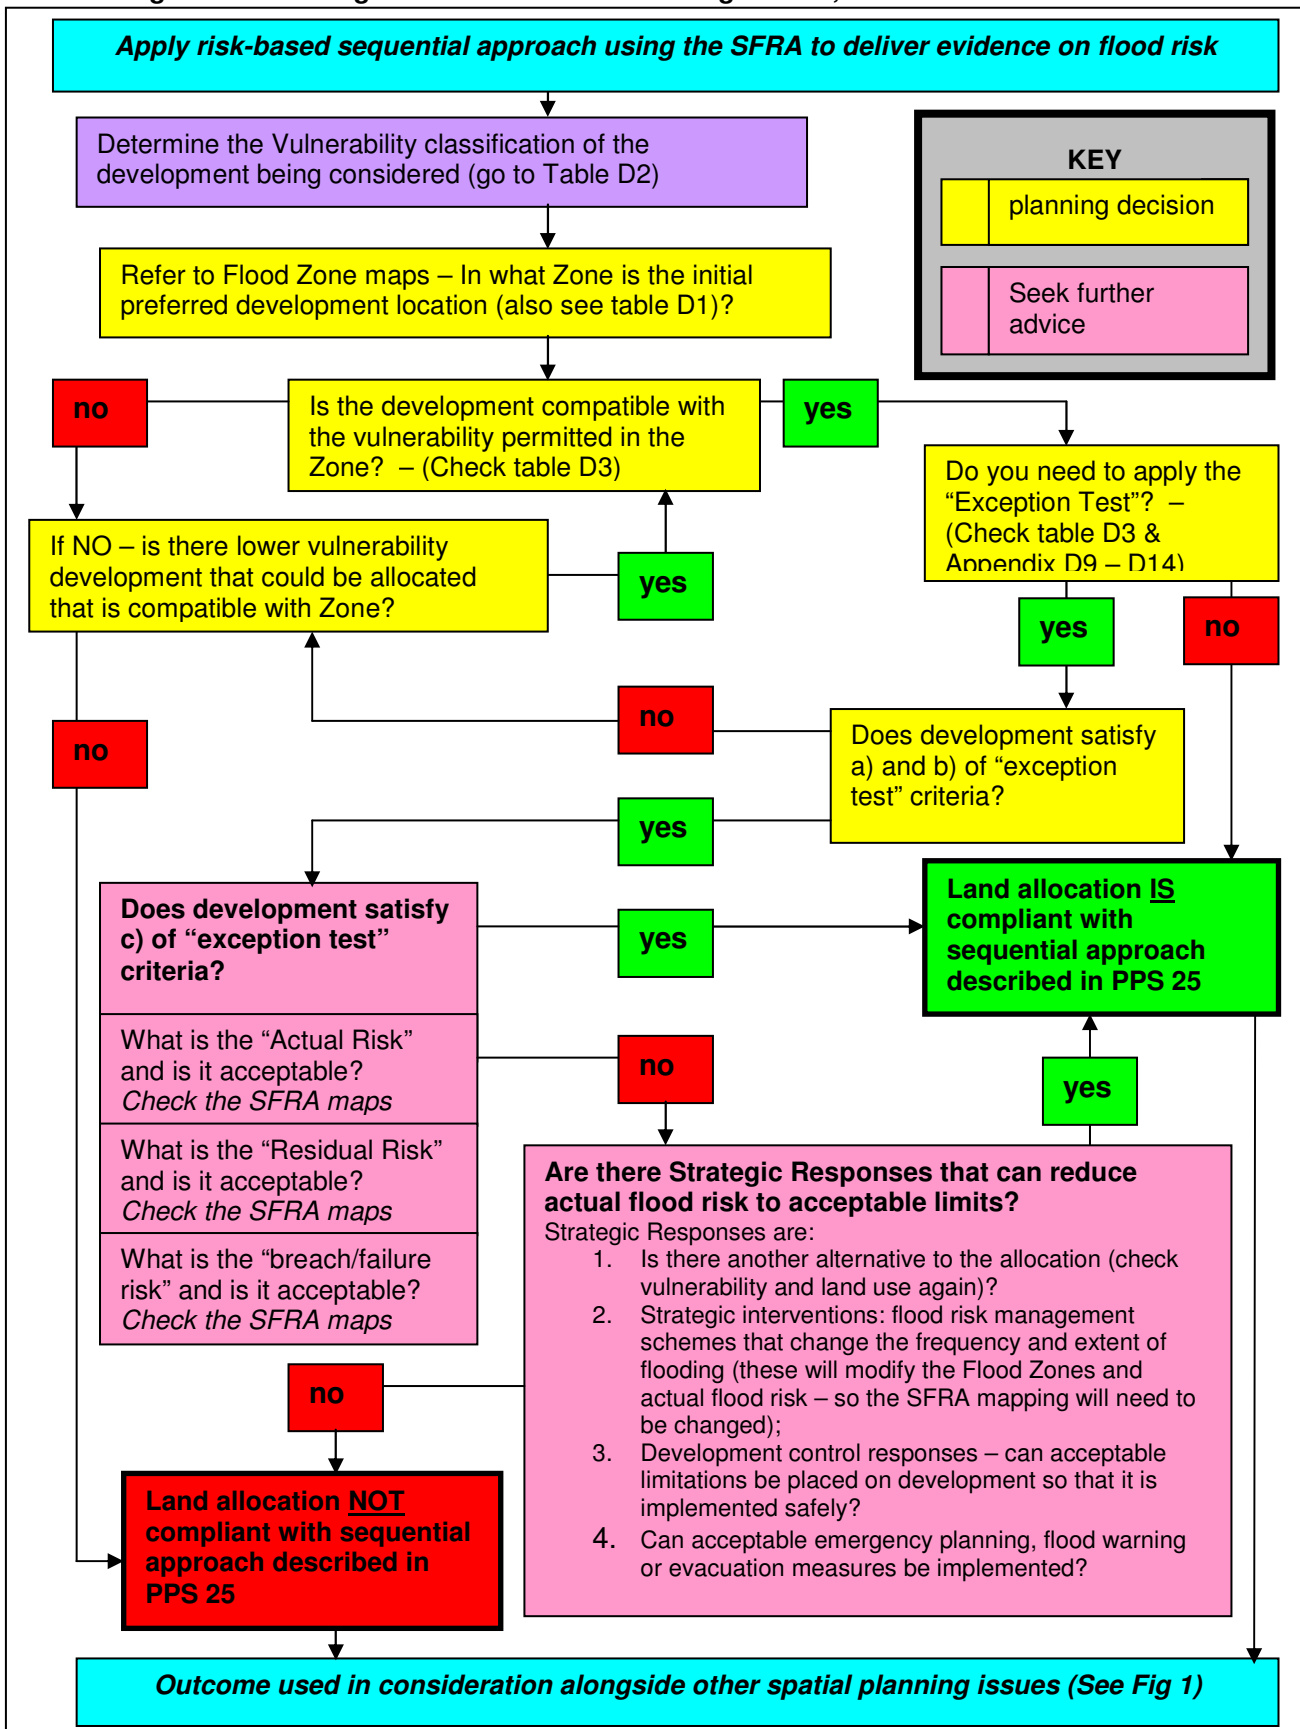 Apply risk-based sequential approach using the SFRA to deliver evidence on flood risk
Determine the Vulnerability classification of the
development being considered (go to Table D2)
KEY
planning decision
Seek further
advice
Refer to Flood Zone maps – In what Zone is the initial
preferred development location (also see table D1)?
no
Is the development compatible with
the vulnerability permitted in the
Zone?  – (Check table D3)
yes
Do you need to apply the
“Exception Test”?  –
(Check table D3 &
Appendix D9 – D14)
If NO – is there lower vulnerability
development that could be allocated
that is compatible with Zone?
yes
yes
no
no
no
Does development satisfy
a) and b) of “exception
test” criteria?
yes
Does development satisfy
c) of “exception test”
criteria?
yes
Land allocation IS
compliant with
sequential approach
described in PPS 25
What is the “Actual Risk”
and is it acceptable?
Check the SFRA maps
no
yes
What is the “Residual Risk”
and is it acceptable?
Check the SFRA maps
What is the “breach/failure
risk” and is it acceptable?
Check the SFRA maps
Are there Strategic Responses that can reduce
actual flood risk to acceptable limits?
Strategic Responses are:
1. Is there another alternative to the allocation (check
vulnerability and land use again)?
2. Strategic interventions: flood risk management
schemes that change the frequency and extent of
flooding (these will modify the Flood Zones and
actual flood risk – so the SFRA mapping will need to
be changed);
3. Development control responses – can acceptable
limitations be placed on development so that it is
implemented safely?
4. Can acceptable emergency planning, flood warning
or evacuation measures be implemented?
no
Land allocation NOT
compliant with sequential
approach described in
PPS 25
Outcome used in consideration alongside other spatial planning issues (See Fig 1)